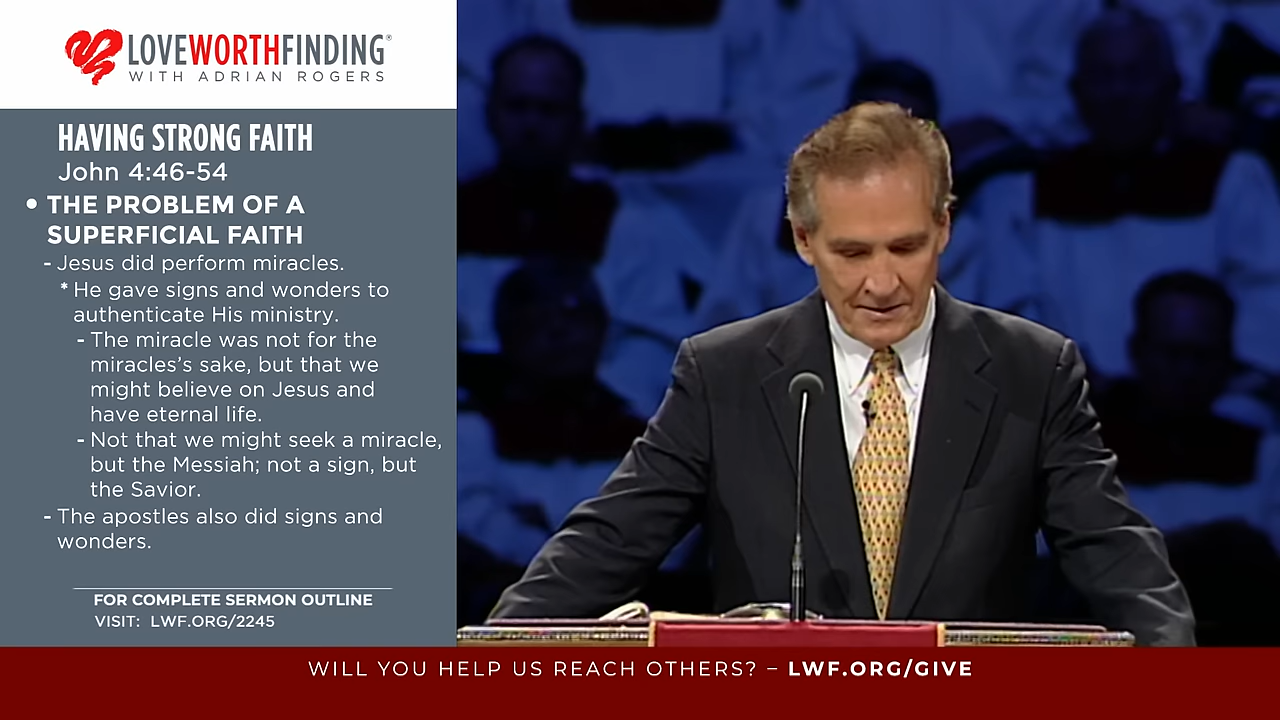 LOVEWORTHFINDING®
WITH ADRIAN ROGERS
HAVING STRONG FAITH
John 4:46-54
• THE PROBLEM OF A
SUPERFICIAL FAITH
- Jesus did perform miracles.
* He gave signs and wonders to
authenticate His ministry.
- The miracle was not for the
miracles's sake, but that we
might believe on Jesus and
have eternal life.
- Not that we might seek a miracle,
but the Messiah; not a sign, but
the Savior.
- The apostles also did signs and
wonders.
FOR COMPLETE SERMON OUTLINE
VISIT: LWF.ORG/2245
WILL YOU HELP US REACH OTHERS? – LWF.ORG/GIVE